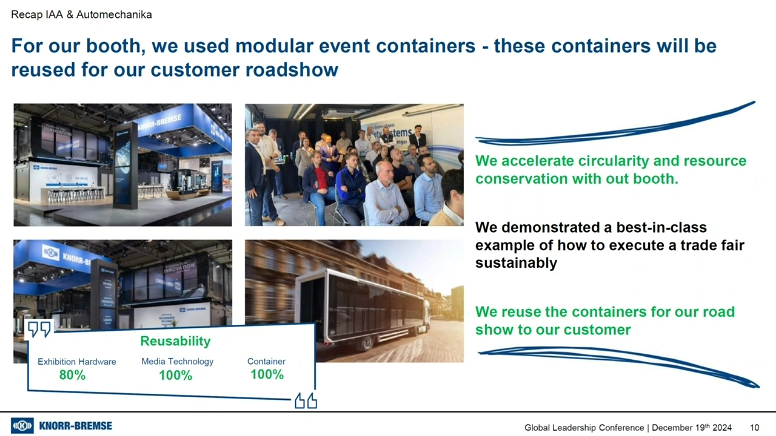 Recap IAA & Automechanika
For our booth, we used modular event containers - these containers will be
reused for our customer roadshow
KNORR-BREMSE
We accelerate circularity and resource
conservation with out booth.
We demonstrated a best-in-class
example of how to execute a trade fair
sustainably
KNORR-BR
We reuse the containers for our road
show to our customer
Reusability
Exhibition Hardware Media Technology Container
80% 100% 100%
KNORR-BREMSE
Global Leadership Conference | December 19th 2024 10